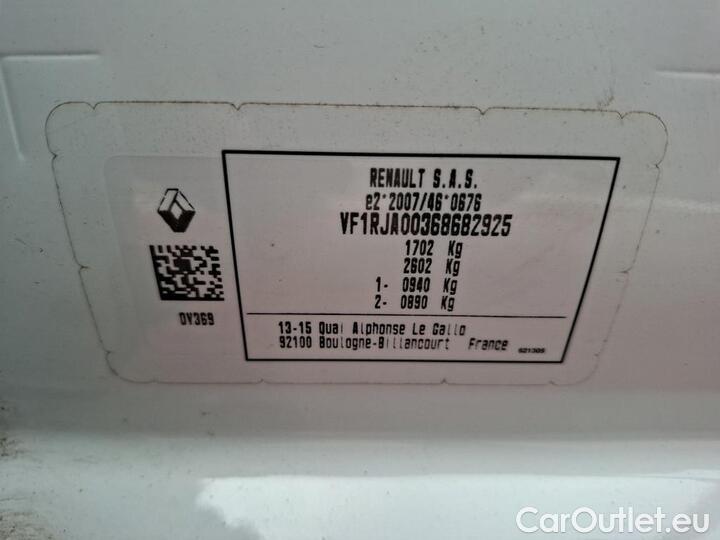 RENAULT S.A.S.
e2*2007/46*0676
VF1RJA00368682925
1702 Kg
2602 Kg
1- 0940 Kg
2- 0890 Kg
DV369
13-15 Quai Alphonse Le Gallo
92100 Boulogne-Billancourt France
621305
CarOutlet.eu